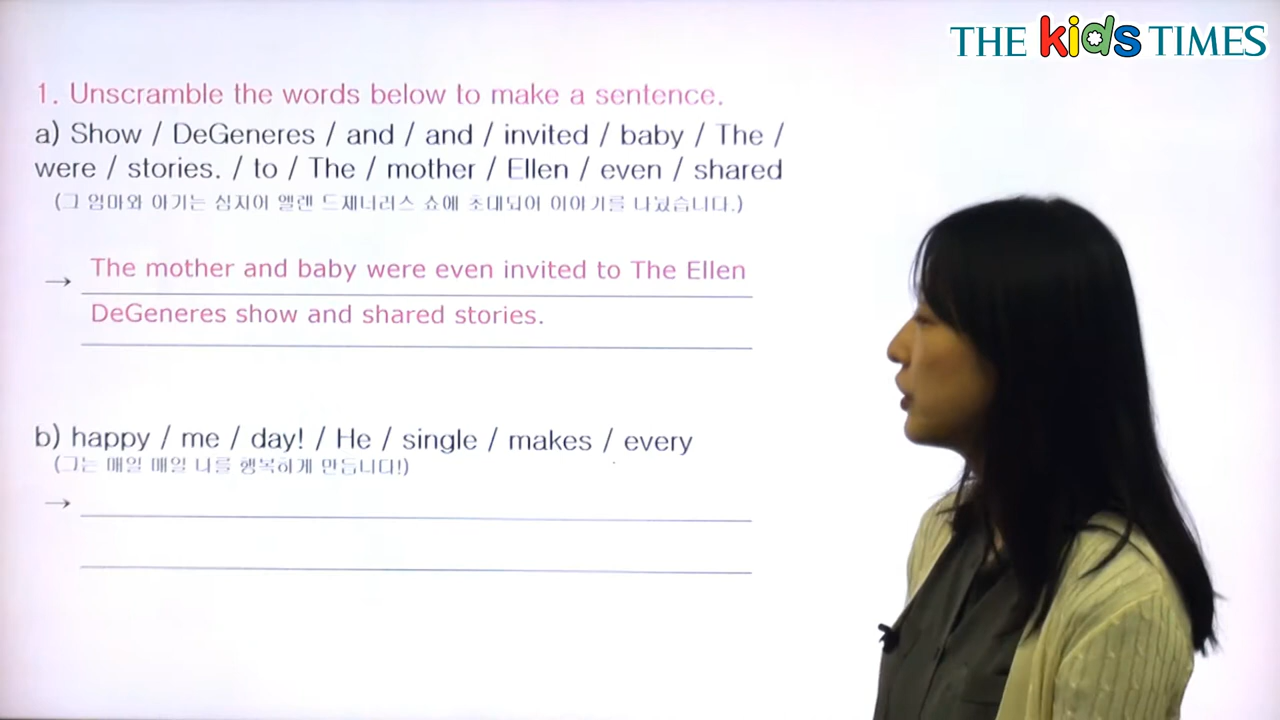 THE kids TIMES
1. Unscramble the words below to make a sentence.
a) Show / DeGeneres / and / and / invited / baby / The /
were / stories. / to / The / mother / Ellen / even / shared
(그 엄마와 아기는 심지어 엘렌 드제너러스 쇼에 초대되어 이야기를 나눴습니다.)
→ The mother and baby were even invited to The Ellen
DeGeneres show and shared stories.
b) happy / me / day! / He / single / makes / every
(그는 매일 매일 나를 행복하게 만듭니다!)
→